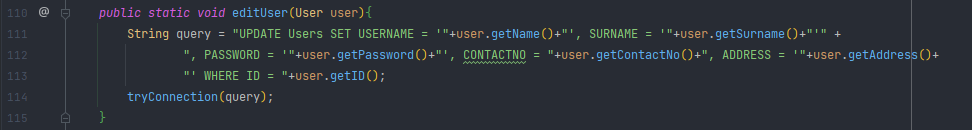 110 @ public static void editUser(User user){
111 String query = "UPDATE Users SET USERNAME = '"+user.getName()+"', SURNAME = '"+user.getSurname()+"'" +
112 ", PASSWORD = '"+user.getPassword()+"', CONTACTNO = "+user.getContactNo()+", ADDRESS = '"+user.getAddress()+
113 "' WHERE ID = "+user.getID();
114 tryConnection(query);
115 }